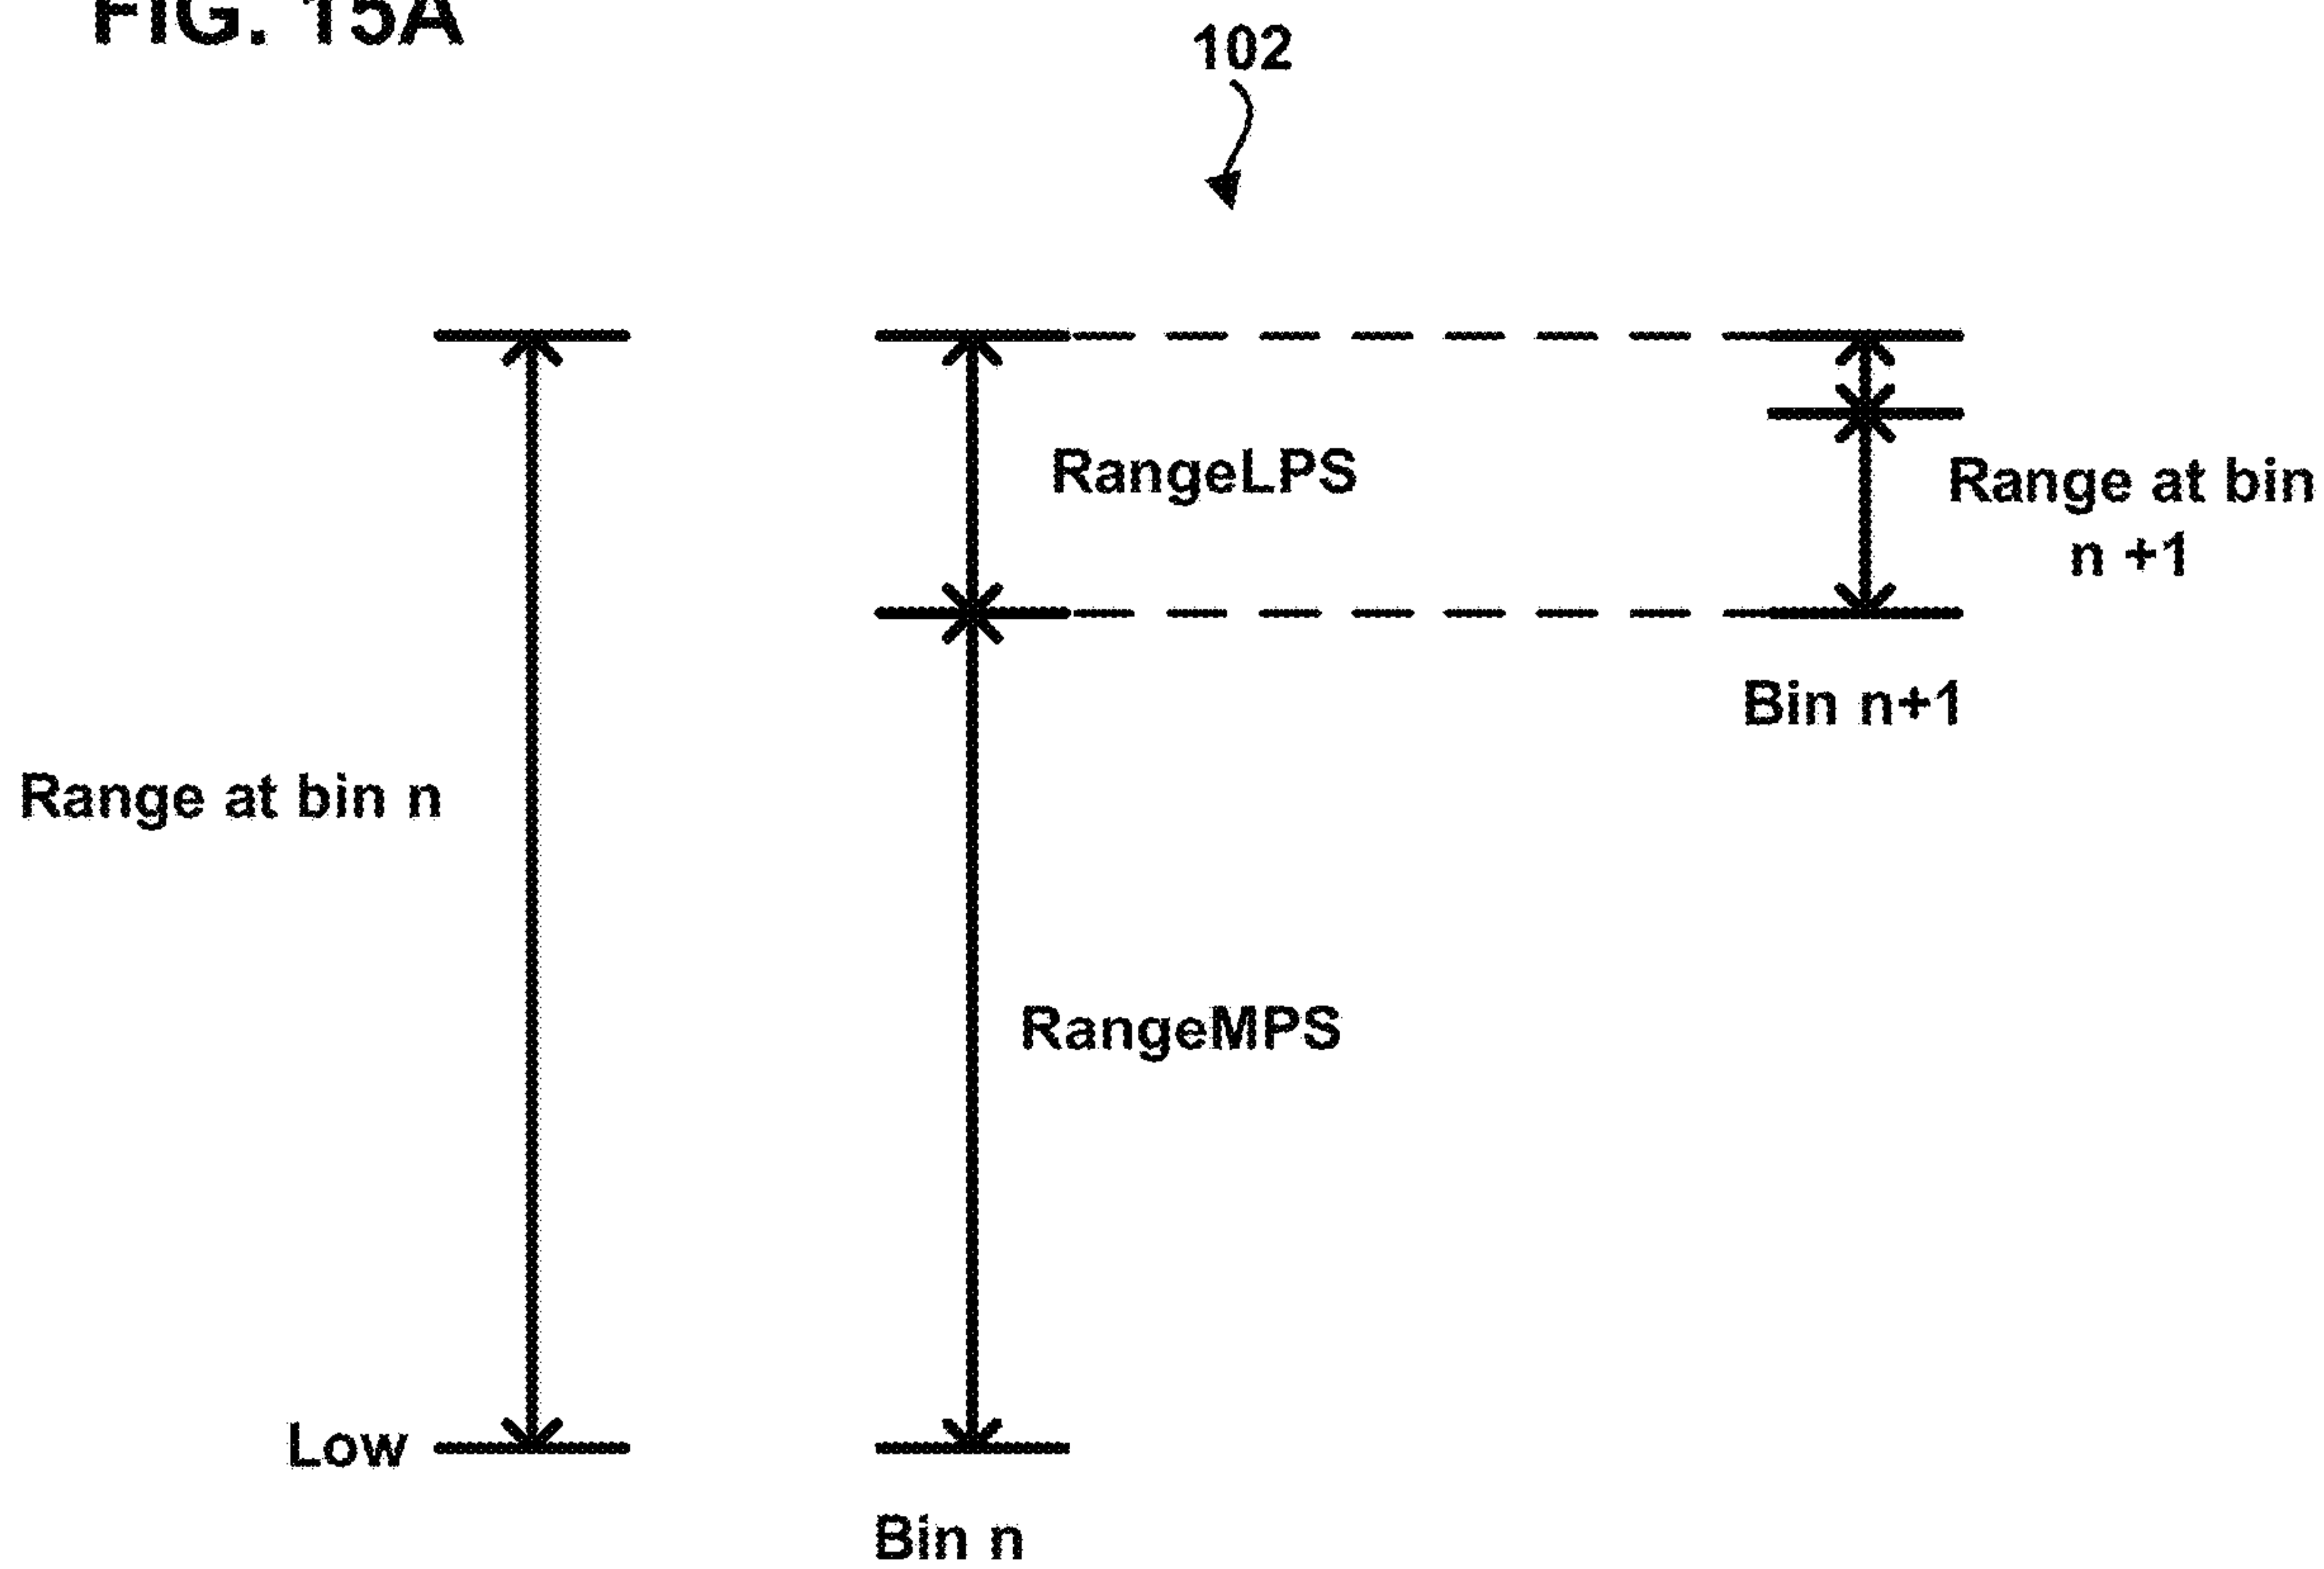 FIG. 15A
102
RangeLPS
Range at bin
n +1
Bin n+1
Range at bin n
RangeMPS
Low
Bin n